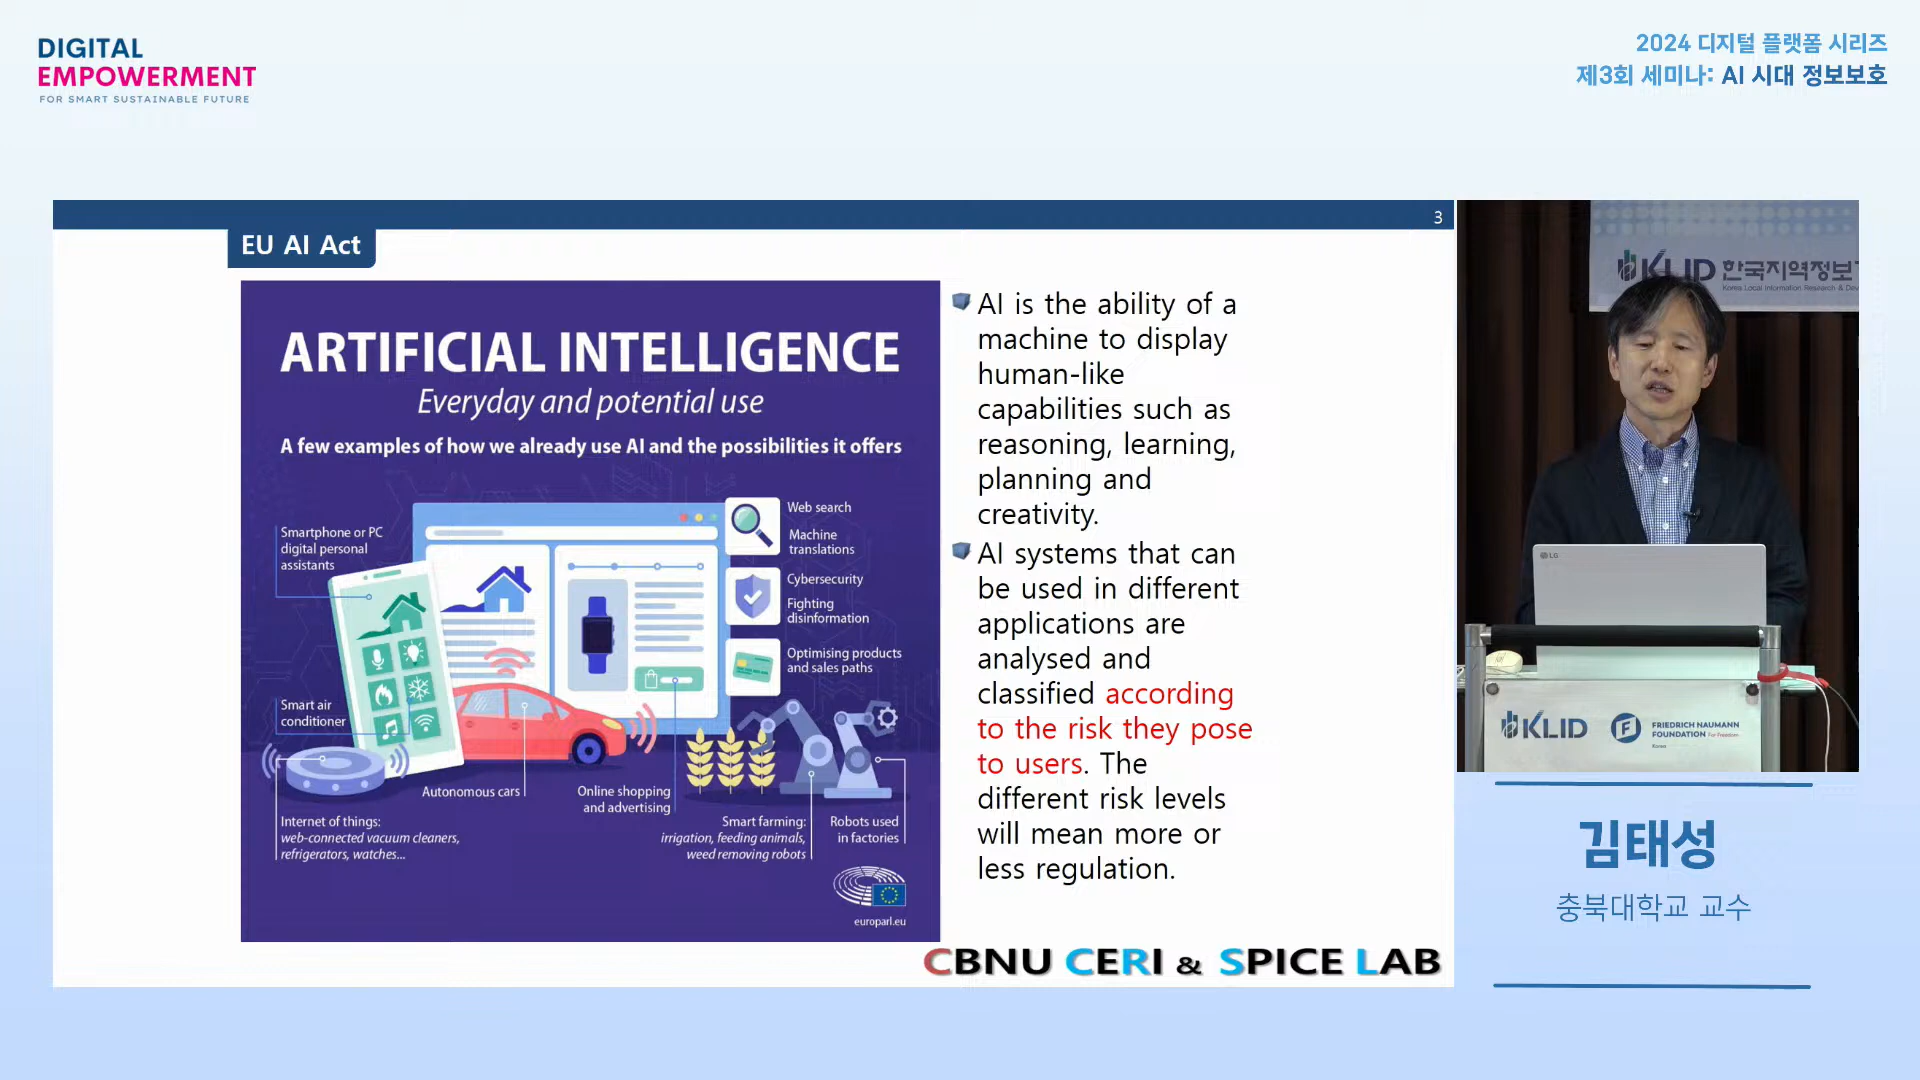 DIGITAL
EMPOWERMENT
FOR SMART SUSTAINABLE FUTURE
2024 디지털 플랫폼 시리즈
제3회 세미나: AI 시대 정보보호
3
EU AI Act
ARTIFICIAL INTELLIGENCE
Everyday and potential use
A few examples of how we already use AI and the possibilities it offers
Smartphone or PC
digital personal
assistants
Web search
Machine
translations
Cybersecurity
Fighting
disinformation
Optimising products
and sales paths
Smart air
conditioner
Autonomous cars
Online shopping
and advertising
Internet of things:
web-connected vacuum cleaners,
refrigerators, watches...
Smart farming:
irrigation, feeding animals,
weed removing robots
Robots used
in factories
europarl.eu
AI is the ability of a
machine to display
human-like
capabilities such as
reasoning, learning,
planning and
creativity.
AI systems that can
be used in different
applications are
analysed and
classified according
to the risk they pose
to users. The
different risk levels
will mean more or
less regulation.
CBNU CERI & SPICE LAB
KLID 한국지역정보
Korea Local Information Research & Dev
LG
KLID
FRIEDRICH NAUMANN
FOUNDATION For Freedom.
Korea
김태성
충북대학교 교수